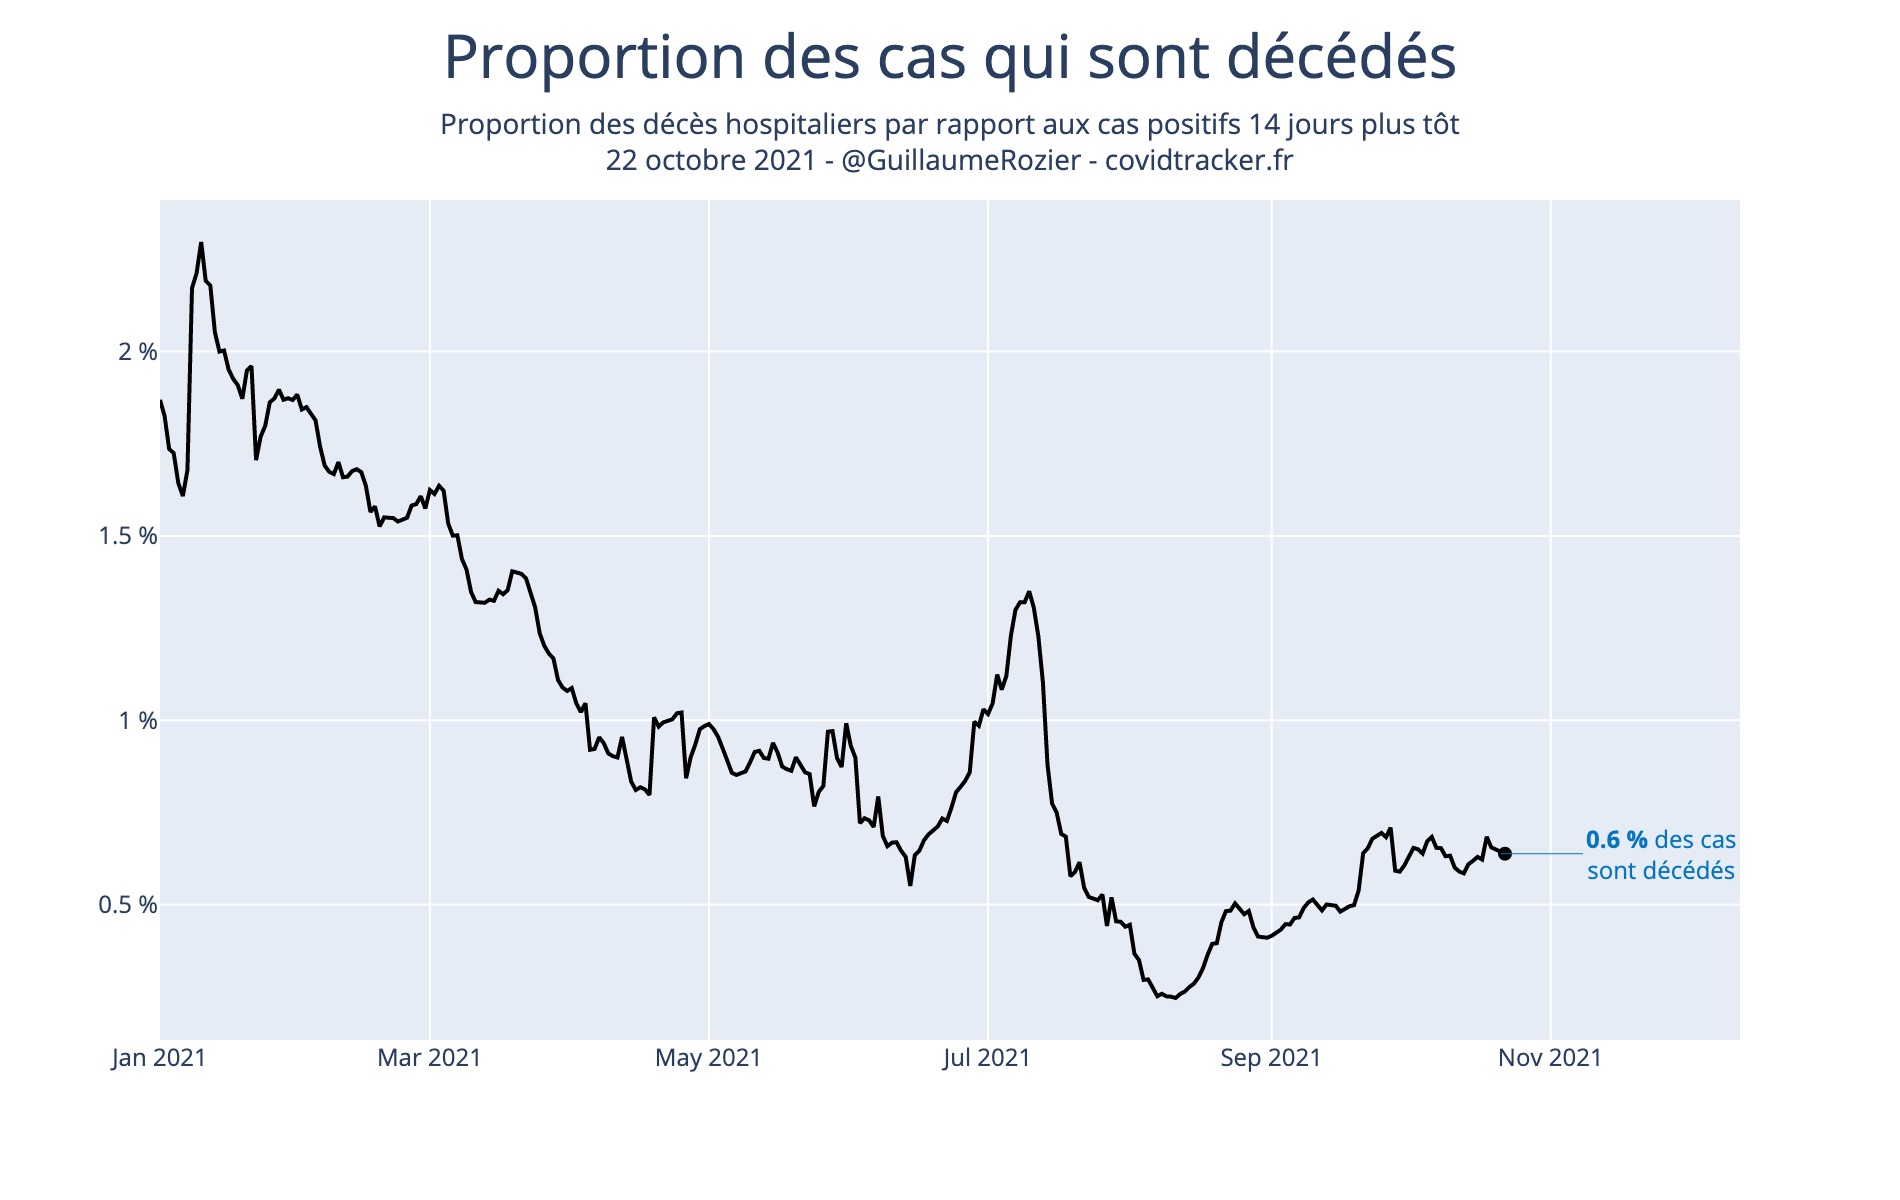 Proportion des cas qui sont décédés
Proportion des décès hospitaliers par rapport aux cas positifs 14 jours plus tôt
22 octobre 2021 - @GuillaumeRozier - covidtracker.fr
2 %
1.5 %
1 %
0.5 %
0.6 % des cas
sont décédés
Jan 2021
Mar 2021
May 2021
Jul 2021
Sep 2021
Nov 2021